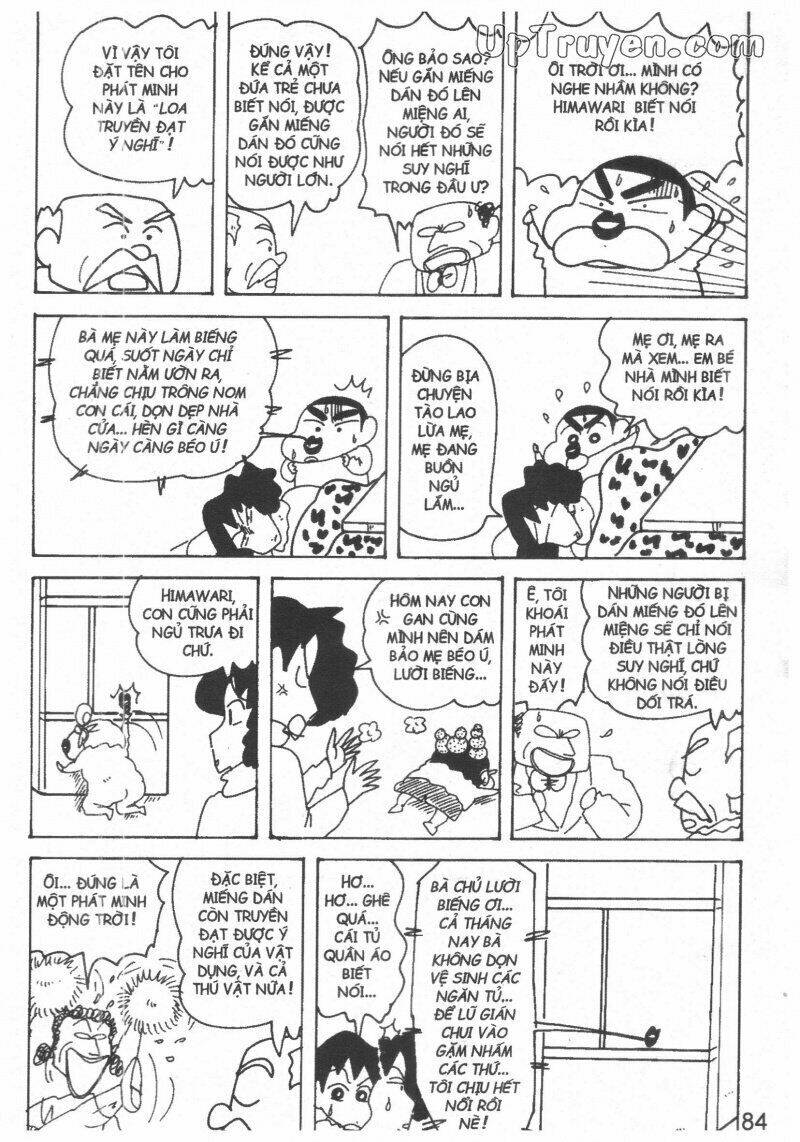 UpTruyen.com
ÔI TRỜI ƠI... MÌNH CÓ
NGHE NHẦM KHÔNG?
HIMAWARI BIẾT NÓI
RỒI KÌA!
ÔNG BẢO SAO?
NẾU GẮN MIẾNG
DÁN ĐÓ LÊN
MIỆNG AI,
NGƯỜI ĐÓ SẼ
NÓI HẾT NHỮNG
SUY NGHĨ
TRONG ĐẦU Ư?
ĐÚNG VẬY!
KỂ CẢ MỘT
ĐỨA TRẺ CHƯA
BIẾT NÓI, ĐƯỢC
GẮN MIẾNG
DÁN ĐÓ CŨNG
NÓI ĐƯỢC NHƯ
NGƯỜI LỚN.
VÌ VẬY TÔI
ĐẶT TÊN CHO
PHÁT MINH
NÀY LÀ "LOA
TRUYỀN ĐẠT
Ý NGHĨ"!
MẸ ƠI, MẸ RA
MÀ XEM... EM BÉ
NHÀ MÌNH BIẾT
NÓI RỒI KÌA!
ĐỪNG BỊA
CHUYỆN
TÀO LAO
LỪA MẸ,
MẸ ĐANG
BUỒN
NGỦ
LẮM...
BÀ MẸ NÀY LÀM BIẾNG
QUÁ, SUỐT NGÀY CHỈ
BIẾT NẰM ƯỠN RA,
CHẲNG CHỊU TRÔNG NOM
CON CÁI, DỌN DẸP NHÀ
CỬA... HÈN GÌ CÀNG
NGÀY CÀNG BÉO Ú!
NHỮNG NGƯỜI BỊ
DÁN MIẾNG ĐÓ LÊN
MIỆNG SẼ CHỈ NÓI
ĐIỀU THẬT LÒNG
SUY NGHĨ, CHỨ
KHÔNG NÓI ĐIỀU
DỐI TRÁ.
Ê, TÔI
KHOÁI
PHÁT
MINH
NÀY
ĐẤY!
HÔM NAY CON
GAN CÙNG
MÌNH NÊN DÁM
BẢO MẸ BÉO Ú,
LƯỜI BIẾNG...
HIMAWARI,
CON CŨNG PHẢI
NGỦ TRƯA ĐI
CHỨ.
BÀ CHỦ LƯỜI
BIẾNG ƠI...
CẢ THÁNG
NAY BÀ
KHÔNG DỌN
VỆ SINH CÁC
NGĂN TỦ...
ĐỂ LŨ GIÁN
CHUI VÀO
GẶM NHẤM
CÁC THỨ...
TÔI CHỊU HẾT
NỔI RỒI
NÈ!
HƠ...
HƠ... GHÊ
QUÁ...
CÁI TỦ
QUẦN ÁO
BIẾT
NÓI...
ĐẶC BIỆT,
MIẾNG DÁN
CÒN TRUYỀN
ĐẠT ĐƯỢC Ý
NGHĨ CỦA VẬT
DỤNG, VÀ CẢ
THÚ VẬT NỮA!
ÔI... ĐÚNG LÀ
MỘT PHÁT MINH
ĐỘNG TRỜI!
84